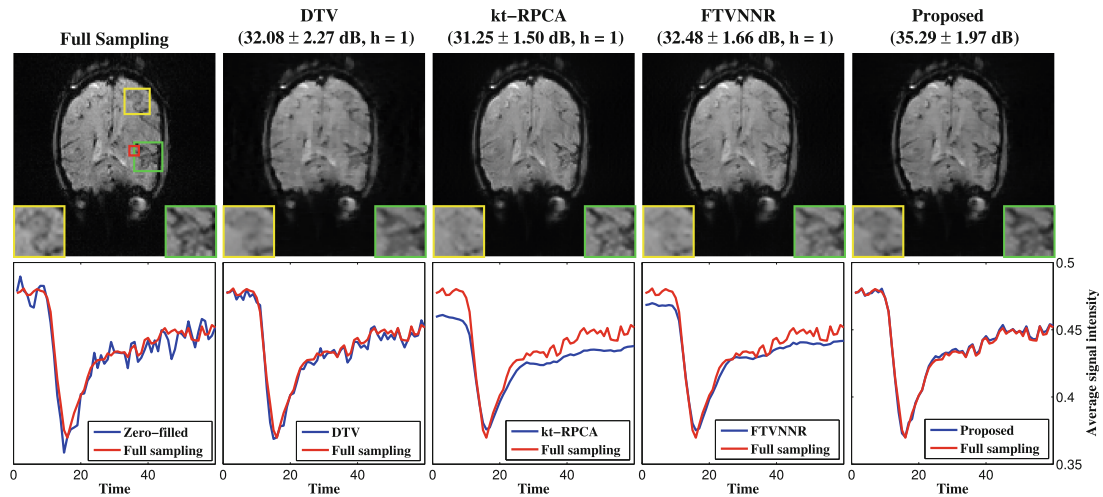 Full Sampling
DTV
(32.08 ± 2.27 dB, h = 1)
kt−RPCA
(31.25 ± 1.50 dB, h = 1)
FTVNNR
(32.48 ± 1.66 dB, h = 1)
Proposed
(35.29 ± 1.97 dB)
Zero−filled
Full sampling
0
20
40
Time
DTV
Full sampling
0
20
40
Time
kt−RPCA
Full sampling
0
20
40
Time
FTVNNR
Full sampling
0
20
40
Time
Proposed
Full sampling
0
20
40
Time
0.5
0.45
0.4
0.35
Average signal intensity